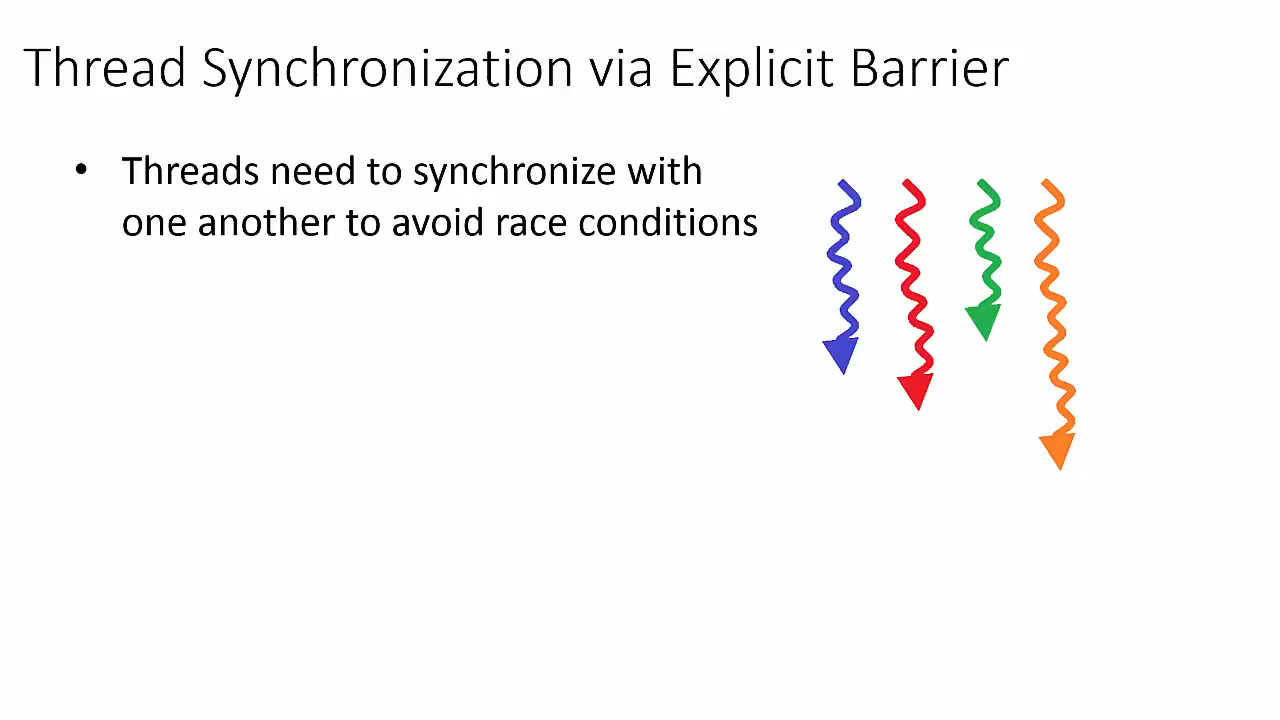 Thread Synchronization via Explicit Barrier
• Threads need to synchronize with
one another to avoid race conditions